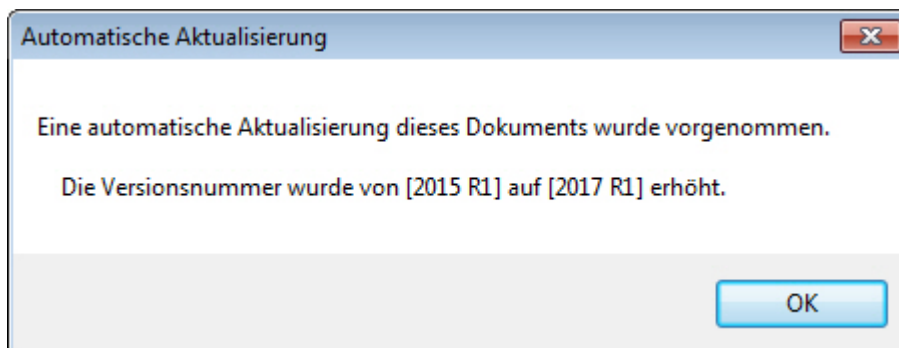 Automatische Aktualisierung
Eine automatische Aktualisierung dieses Dokuments wurde vorgenommen.
Die Versionsnummer wurde von [2015 R1] auf [2017 R1] erhöht.
OK